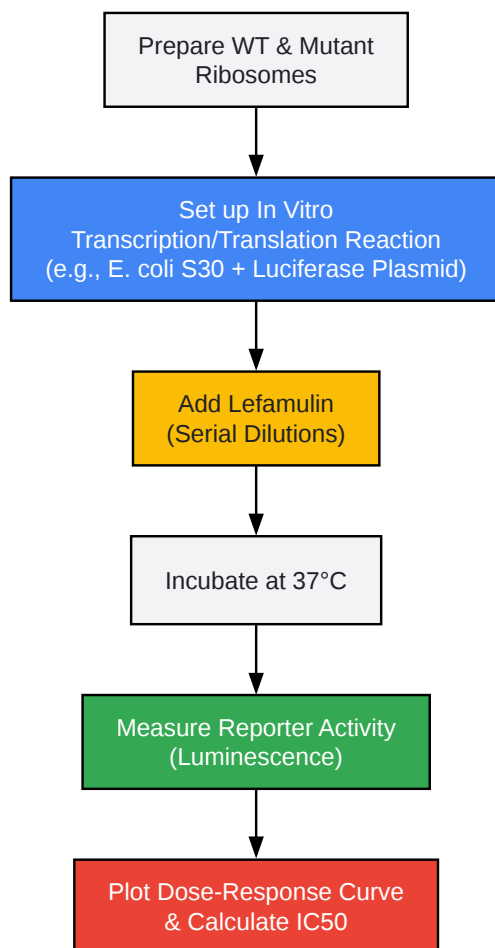 Prepare WT & Mutant
Ribosomes
Set up In Vitro
Transcription/Translation Reaction
(e.g., E. coli S30 + Luciferase Plasmid)
Add Lefamulin
(Serial Dilutions)
Incubate at 37°C
Measure Reporter Activity
(Luminescence)
Plot Dose-Response Curve
& Calculate IC50